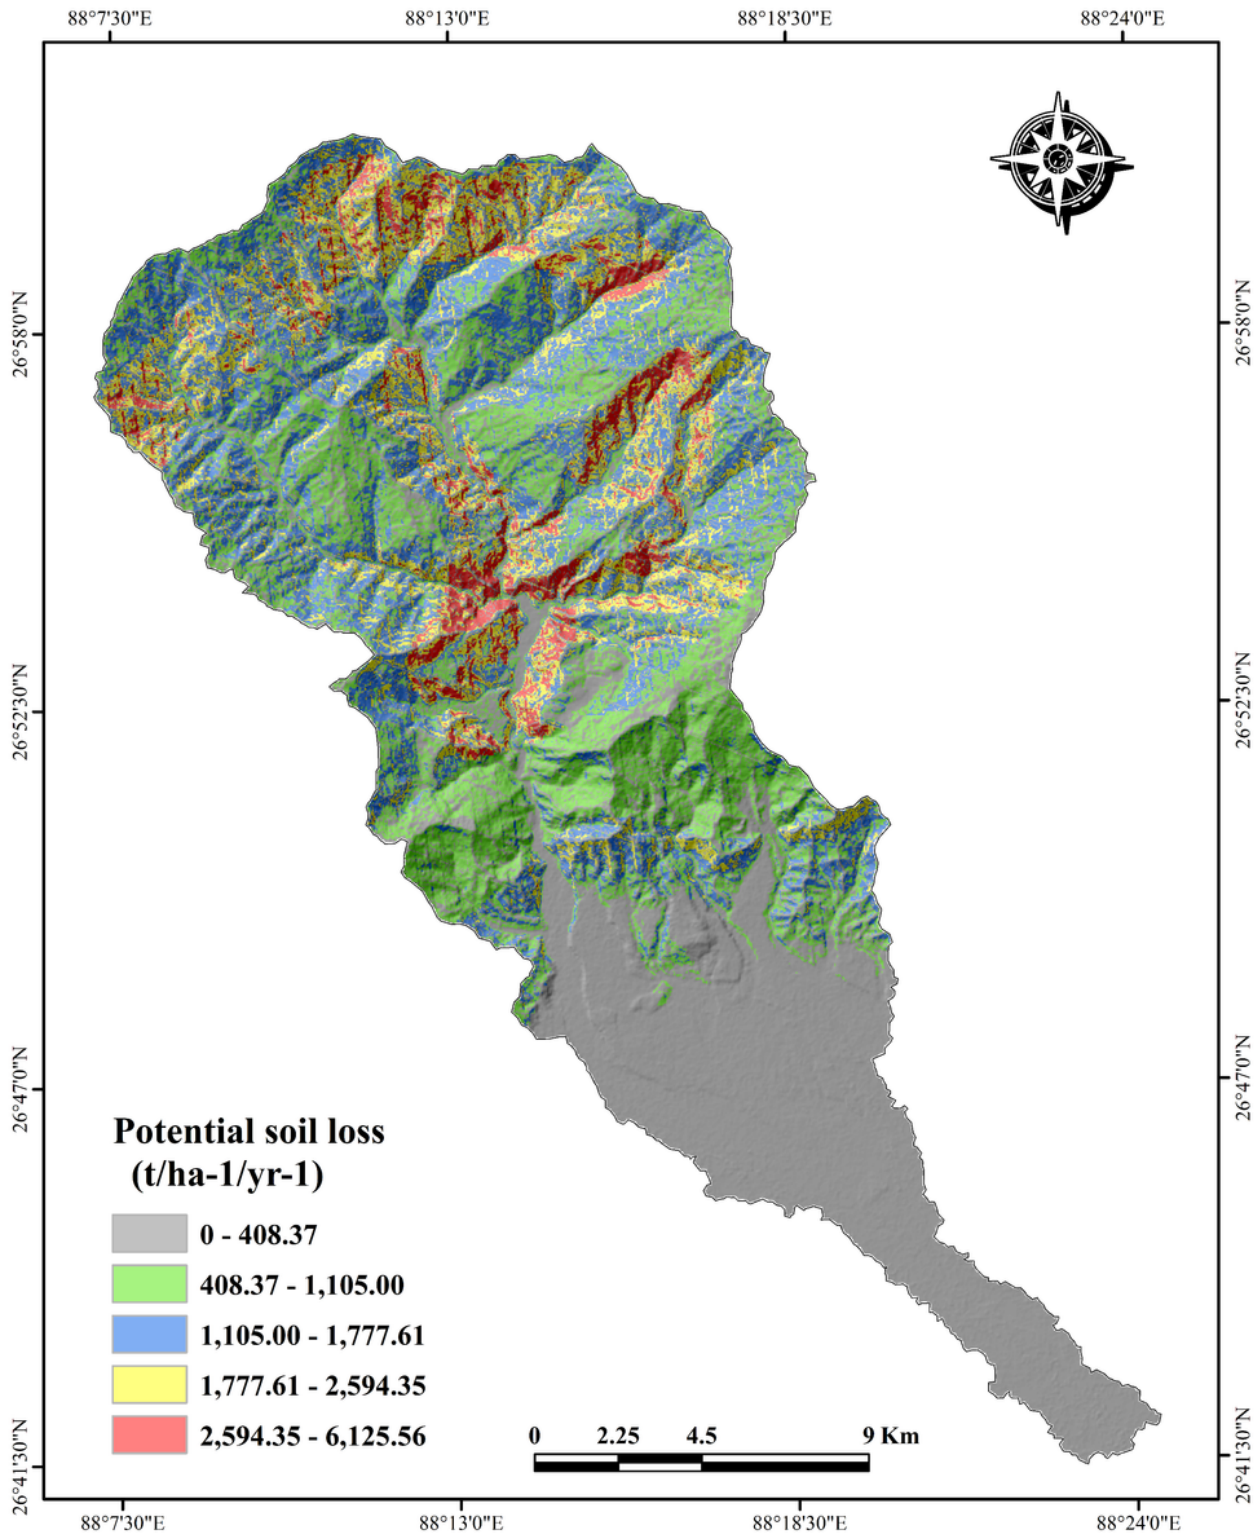 88°7'30"E 88°13'0"E 88°18'30"E 88°24'0"E
26°58'0"N 26°58'0"N
26°52'30"N 26°52'30"N
26°47'0"N 26°47'0"N
Potential soil loss
(t/ha-1/yr-1)
0 - 408.37
408.37 - 1,105.00
1,105.00 - 1,777.61
1,777.61 - 2,594.35
2,594.35 - 6,125.56
0 2.25 4.5 9 Km
26°41'30"N 26°41'30"N
88°7'30"E 88°13'0"E 88°18'30"E 88°24'0"E